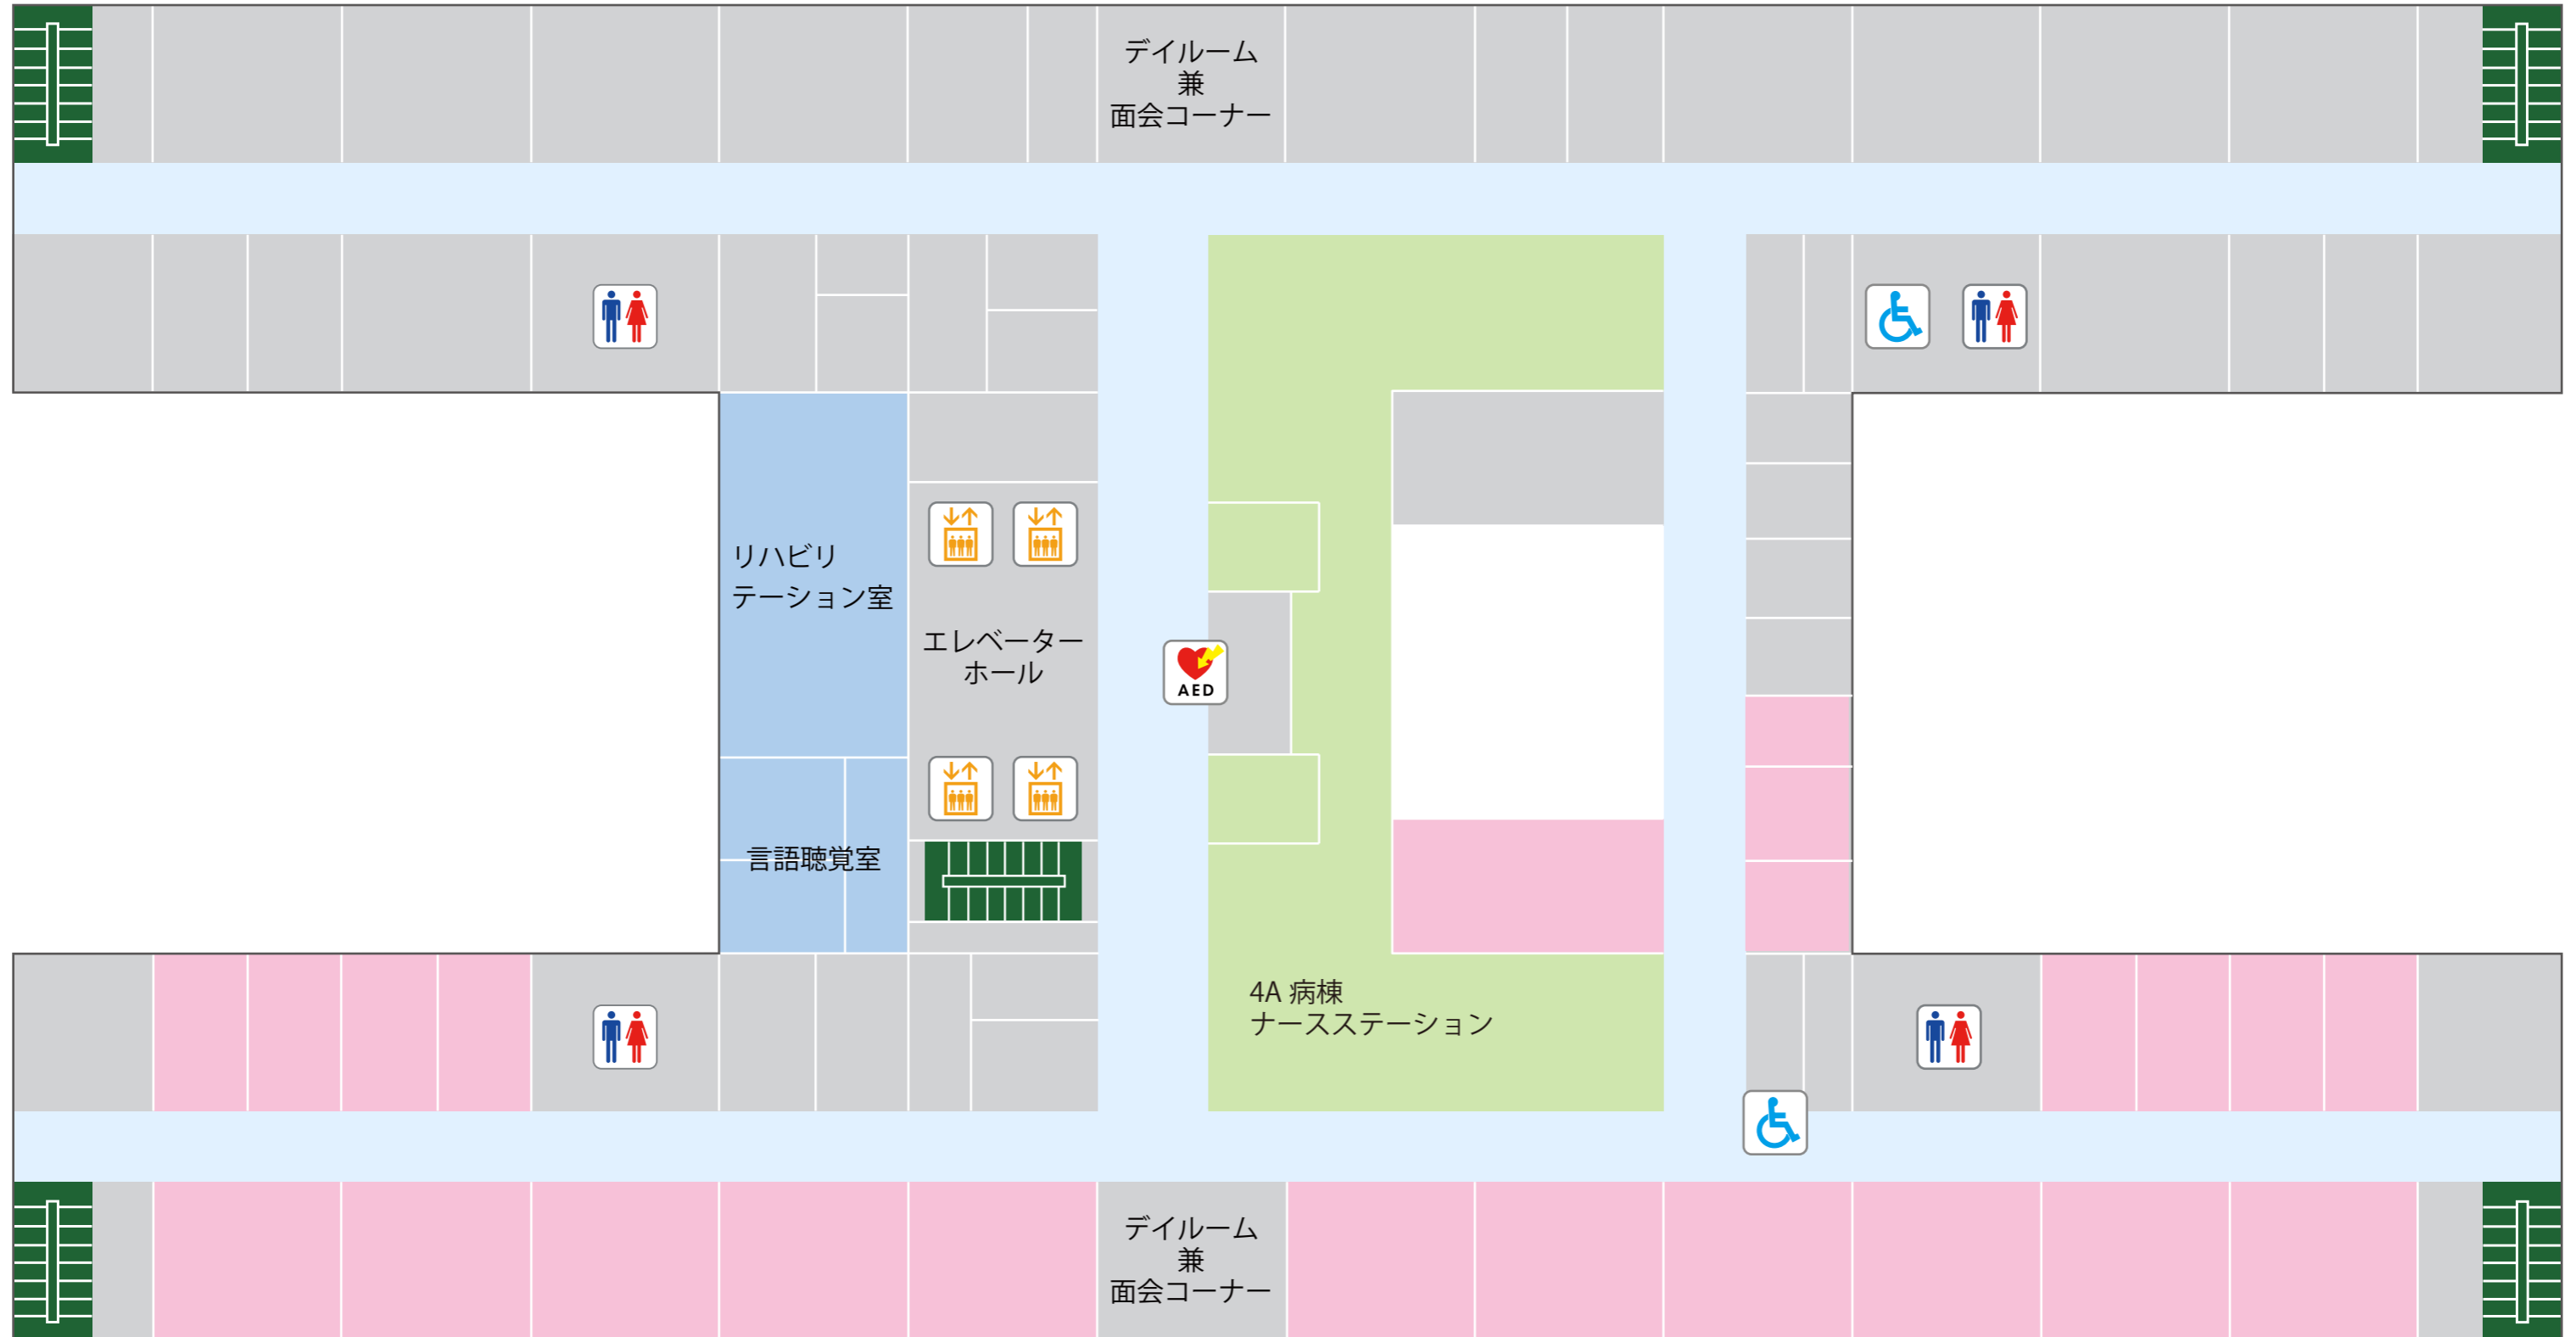 デイルーム
兼
面会コーナー
リハビリ
テーション室
エレベーター
ホール
AED
言語聴覚室
4A 病棟
ナースステーション
デイルーム
兼
面会コーナー